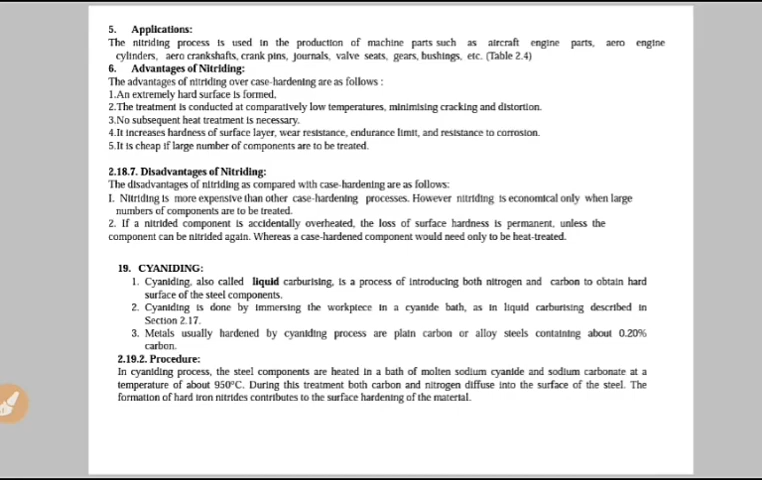 5. Applications:
The nitriding process is used in the production of machine parts such as aircraft engine parts, aero engine
cylinders, aero crankshafts, crank pins, journals, valve seats, gears, bushings, etc. (Table 2.4)
6. Advantages of Nitriding:
The advantages of nitriding over case-hardening are as follows :
1.An extremely hard surface is formed,
2.The treatment is conducted at comparatively low temperatures, minimising cracking and distortion.
3.No subsequent heat treatment is necessary.
4.It increases hardness of surface layer, wear resistance, endurance limit, and resistance to corrosion.
5.It is cheap if large number of components are to be treated.
2.18.7. Disadvantages of Nitriding:
The disadvantages of nitriding as compared with case-hardening are as follows:
I. Nitriding is more expensive than other case-hardening processes. However nitriding is economical only when large
numbers of components are to be treated.
2. If a nitrided component is accidentally overheated, the loss of surface hardness is permanent, unless the
component can be nitrided again. Whereas a case-hardened component would need only to be heat-treated.
19. CYANIDING:
1. Cyaniding, also called liquid carburising, is a process of introducing both nitrogen and carbon to obtain hard
surface of the steel components.
2. Cyaniding is done by immersing the workpiece in a cyanide bath, as in liquid carburising described in
Section 2.17.
3. Metals usually hardened by cyaniding process are plain carbon or alloy steels containing about 0.20%
carbon.
2.19.2. Procedure:
In cyaniding process, the steel components are heated in a bath of molten sodium cyanide and sodium carbonate at a
temperature of about 950°C. During this treatment both carbon and nitrogen diffuse into the surface of the steel. The
formation of hard iron nitrides contributes to the surface hardening of the material.